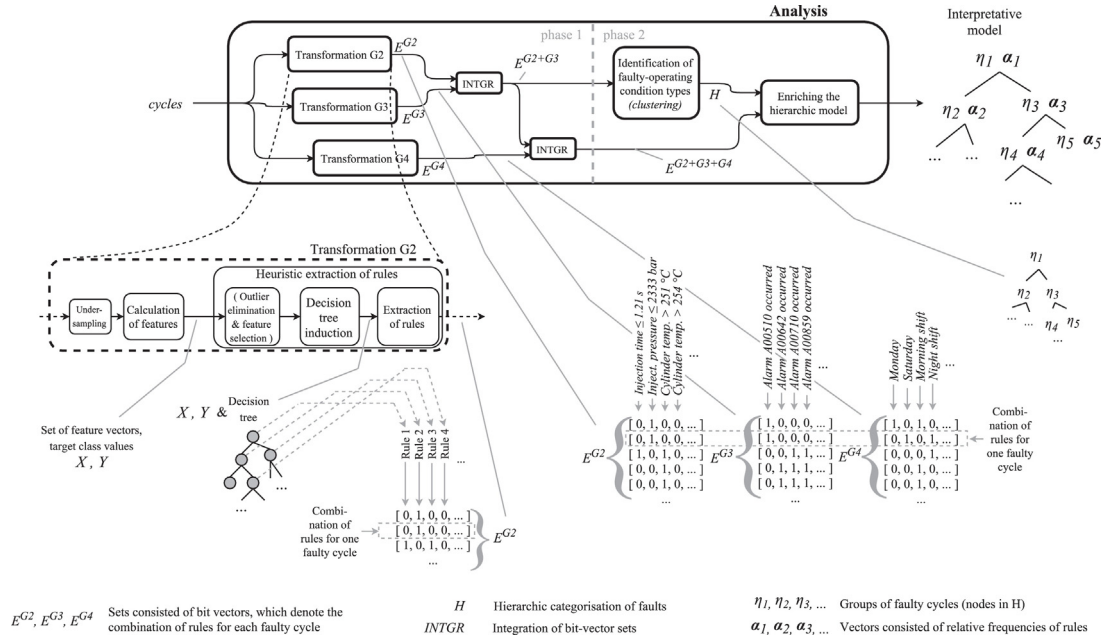 Analysis
phase 1
phase 2
Interpretative
model
cycles
Transformation G2
E^G2
Transformation G3
E^G3
Transformation G4
E^G4
INTGR
E^G2+G3
INTGR
E^G2+G3+G4
Identification of
faulty-operating
condition types
(clustering)
H
Enriching the
hierarchic model
η1 α1
η2 α2
η3 α3
... ...
η4 α4
η5 α5
...
Transformation G2
Heuristic extraction of rules
Under-
sampling
Calculation
of features
( Outlier
elimination
& feature
selection )
Decision
tree
induction
Extraction
of rules
η1
η2
η3
... ...
η4
η5
...
Set of feature vectors,
target class values
X , Y
X , Y &
Decision
tree
...
...
Rule 1
Rule 2
Rule 3
Rule 4
...
Combi-
nation of
rules for one
faulty cycle
[ 0, 1, 0, 0, ... ]
[ 0, 1, 0, 0, ... ]
[ 1, 0, 1, 0, ... ]
...
E^G2
Injection time ≤ 1.21 s
Inject. pressure ≤ 2333 bar
Cylinder temp. > 251 °C
Cylinder temp. > 254 °C
...
E^G2
[ 0, 1, 0, 0, ... ]
[ 0, 1, 0, 0, ... ]
[ 1, 0, 1, 0, ... ]
[ 0, 0, 0, 0, ... ]
[ 0, 0, 1, 0, ... ]
...
Alarm A00510 occurred
Alarm A00642 occurred
Alarm A00710 occurred
Alarm A00859 occurred
...
E^G3
[ 1, 0, 0, 0, ... ]
[ 1, 0, 0, 0, ... ]
[ 0, 0, 1, 1, ... ]
[ 0, 1, 1, 1, ... ]
[ 0, 1, 1, 1, ... ]
...
Monday
Saturday
Morning shift
Night shift
...
E^G4
[ 1, 0, 1, 0, ... ]
[ 0, 1, 0, 1, ... ]
[ 0, 0, 0, 1, ... ]
[ 0, 0, 1, 0, ... ]
[ 0, 0, 1, 0, ... ]
...
Combi-
nation of
rules for
one faulty
cycle
E^G2, E^G3, E^G4 Sets consisted of bit vectors, which denote the
combination of rules for each faulty cycle
H Hierarchic categorisation of faults
INTGR Integration of bit-vector sets
η1, η2, η3, ... Groups of faulty cycles (nodes in H)
α1, α2, α3, ... Vectors consisted of relative frequencies of rules